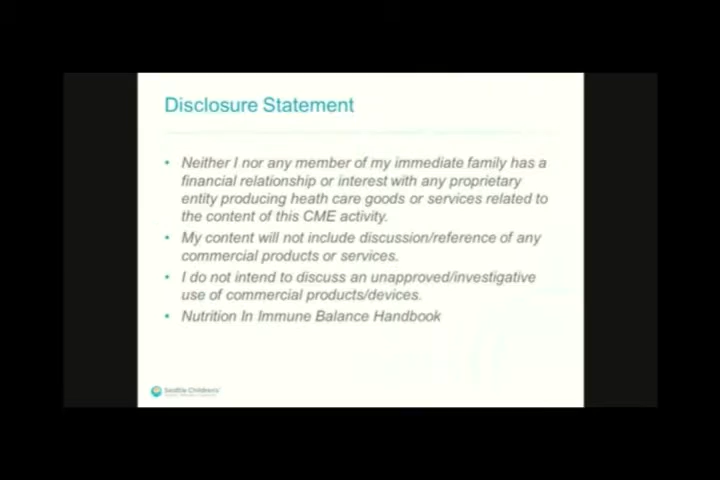 Disclosure Statement
• Neither I nor any member of my immediate family has a
financial relationship or interest with any proprietary
entity producing heath care goods or services related to
the content of this CME activity.
• My content will not include discussion/reference of any
commercial products or services.
• I do not intend to discuss an unapproved/investigative
use of commercial products/devices.
• Nutrition In Immune Balance Handbook
Seattle Children's